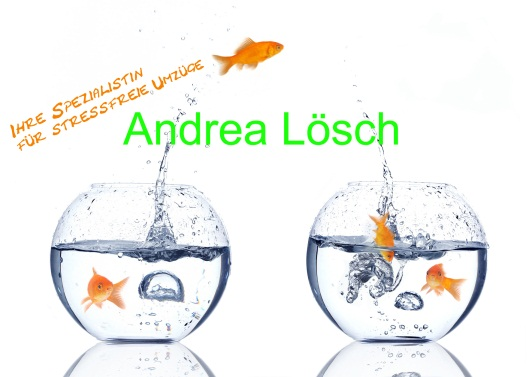 IHRE SPEZIALISTIN
FÜR STRESSFREIE UMZÜGE
Andrea Lösch